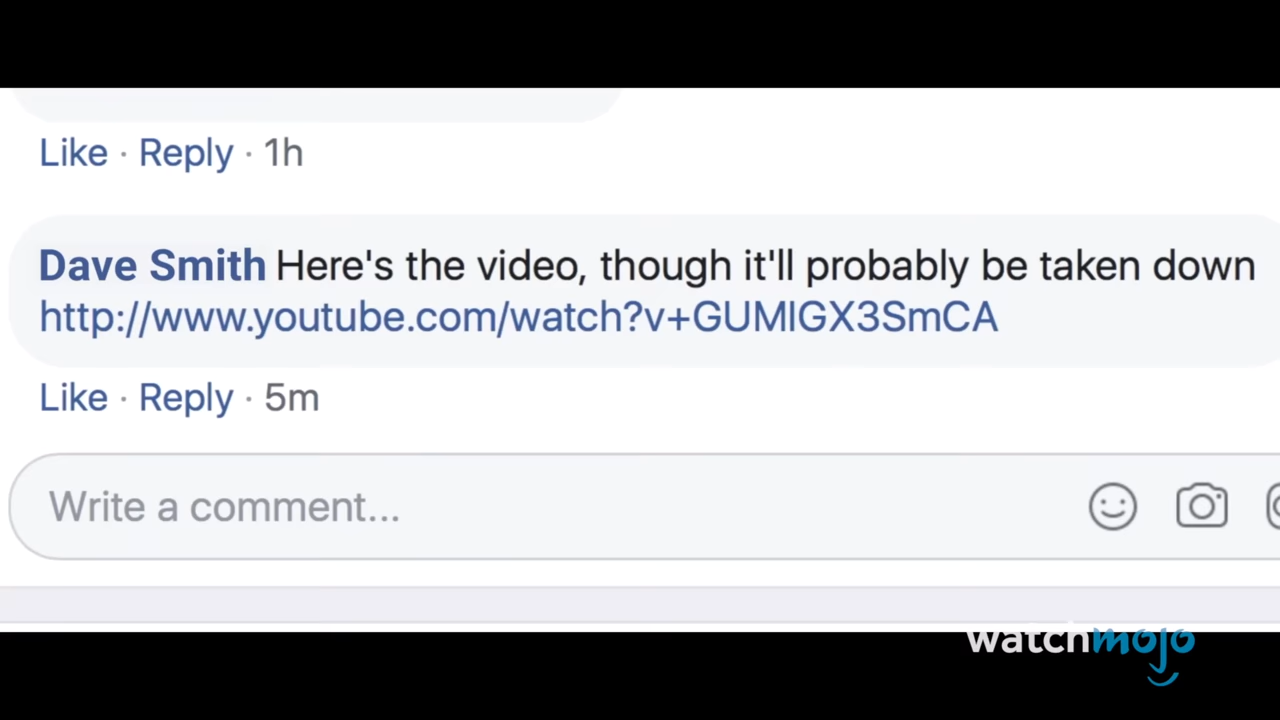 Like · Reply · 1h
Dave Smith Here's the video, though it'll probably be taken down
http://www.youtube.com/watch?v+GUMIGX3SmCA
Like · Reply · 5m
Write a comment...
watchmojo